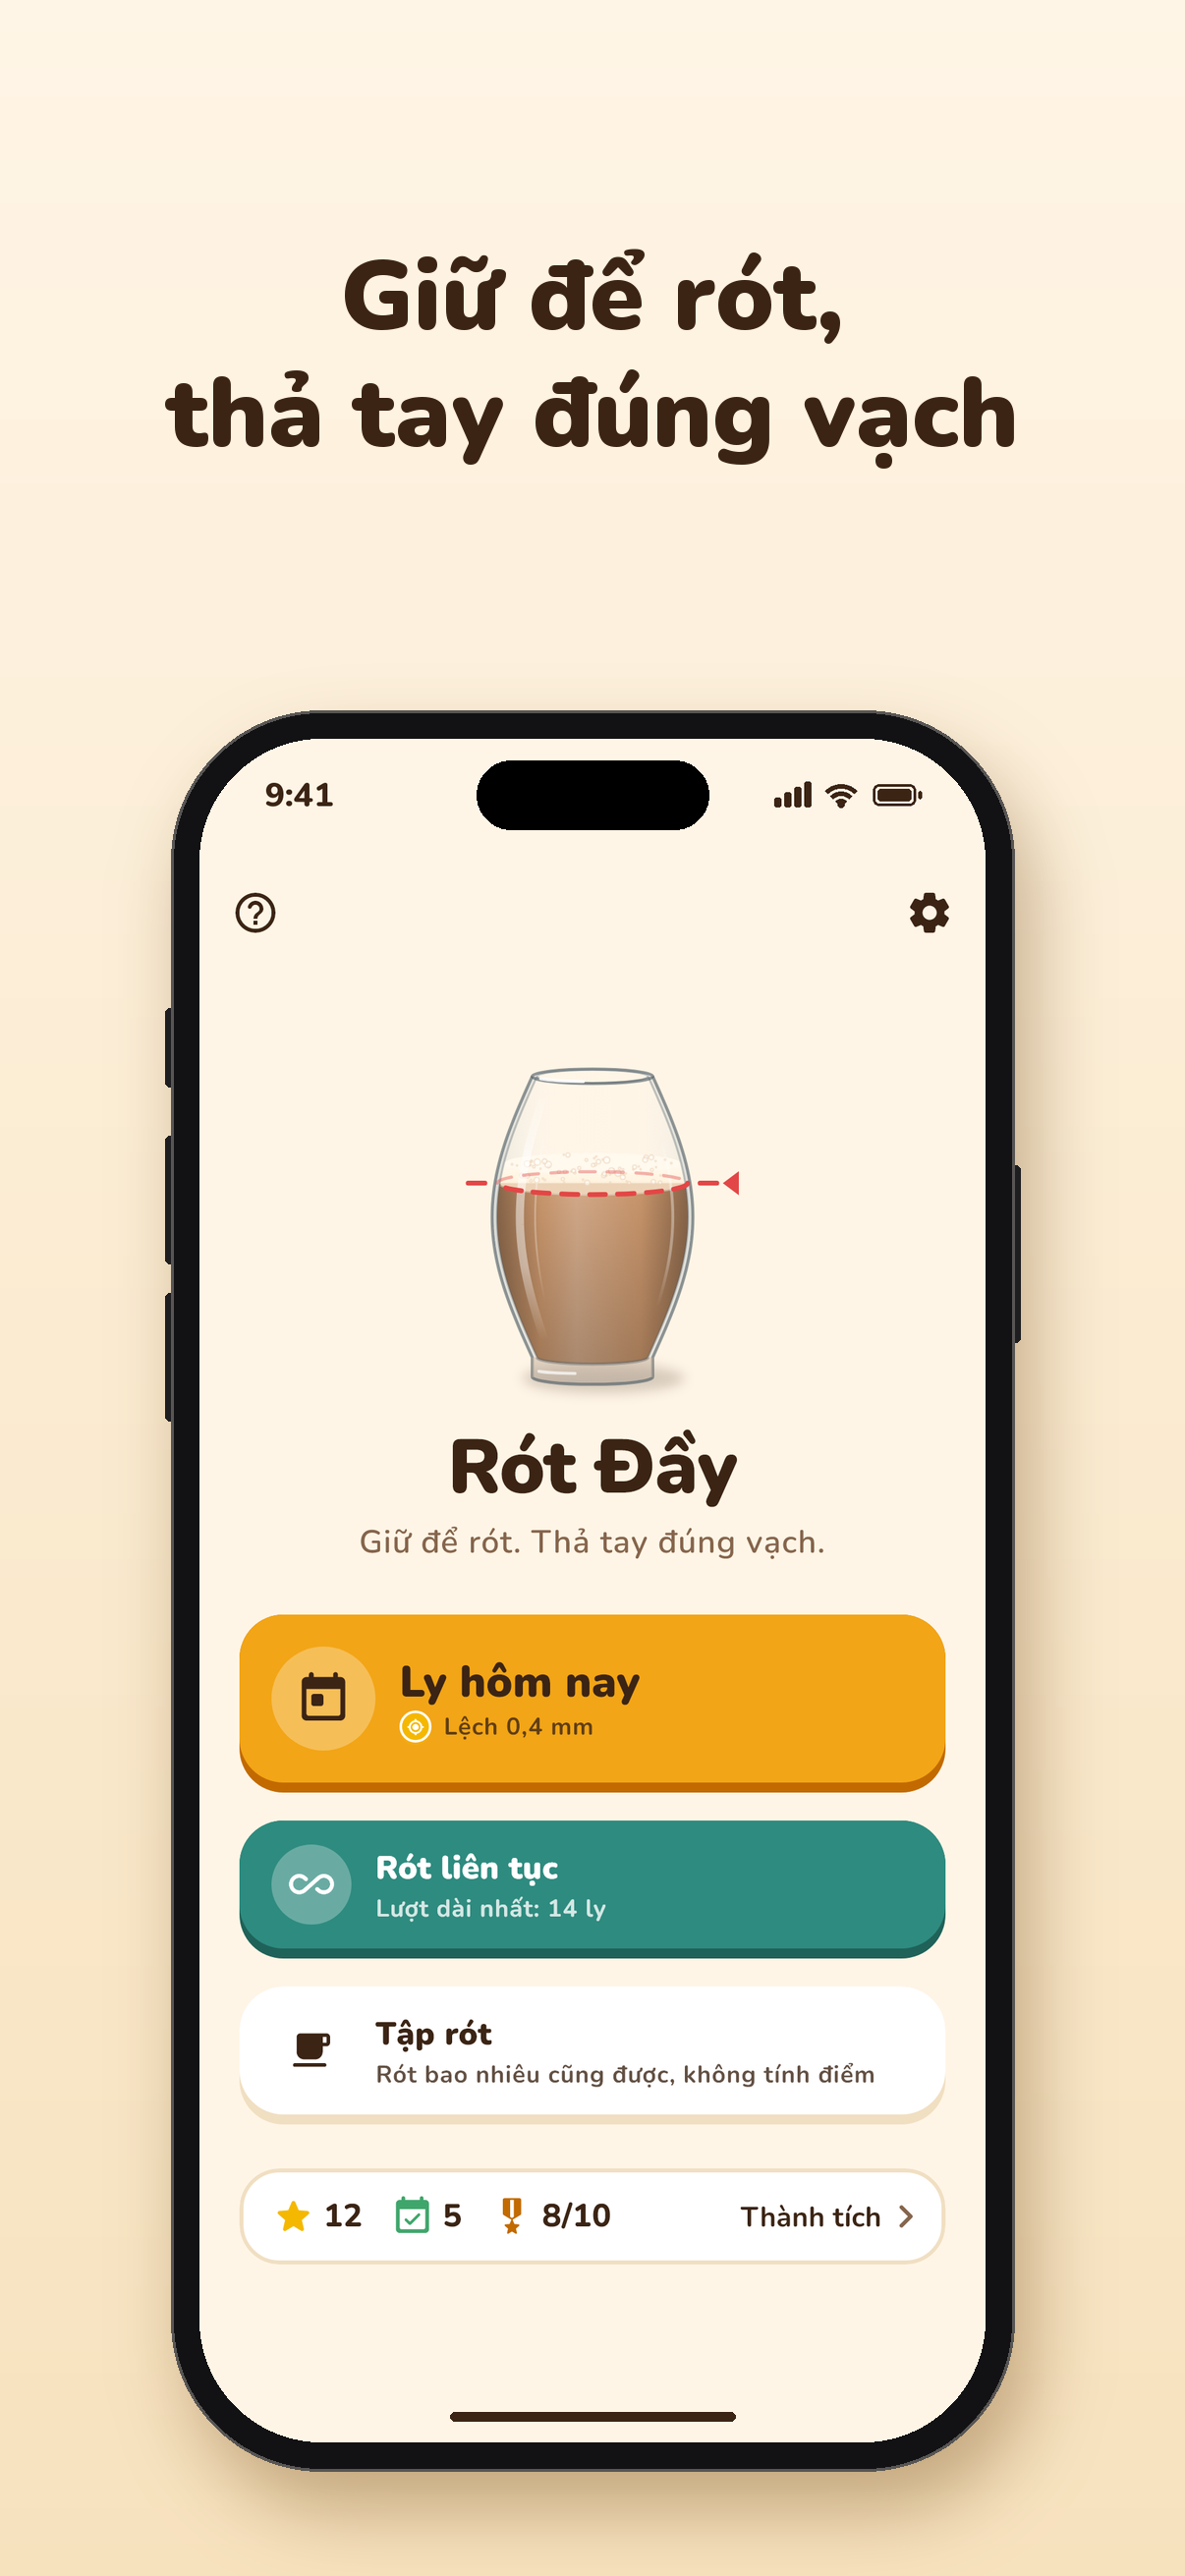 Giữ để rót,
thả tay đúng vạch
9:41
Rót Đầy
Giữ để rót. Thả tay đúng vạch.
Ly hôm nay
Lệch 0,4 mm
Rót liên tục
Lượt dài nhất: 14 ly
Tập rót
Rót bao nhiêu cũng được, không tính điểm
12 5 8/10 Thành tích